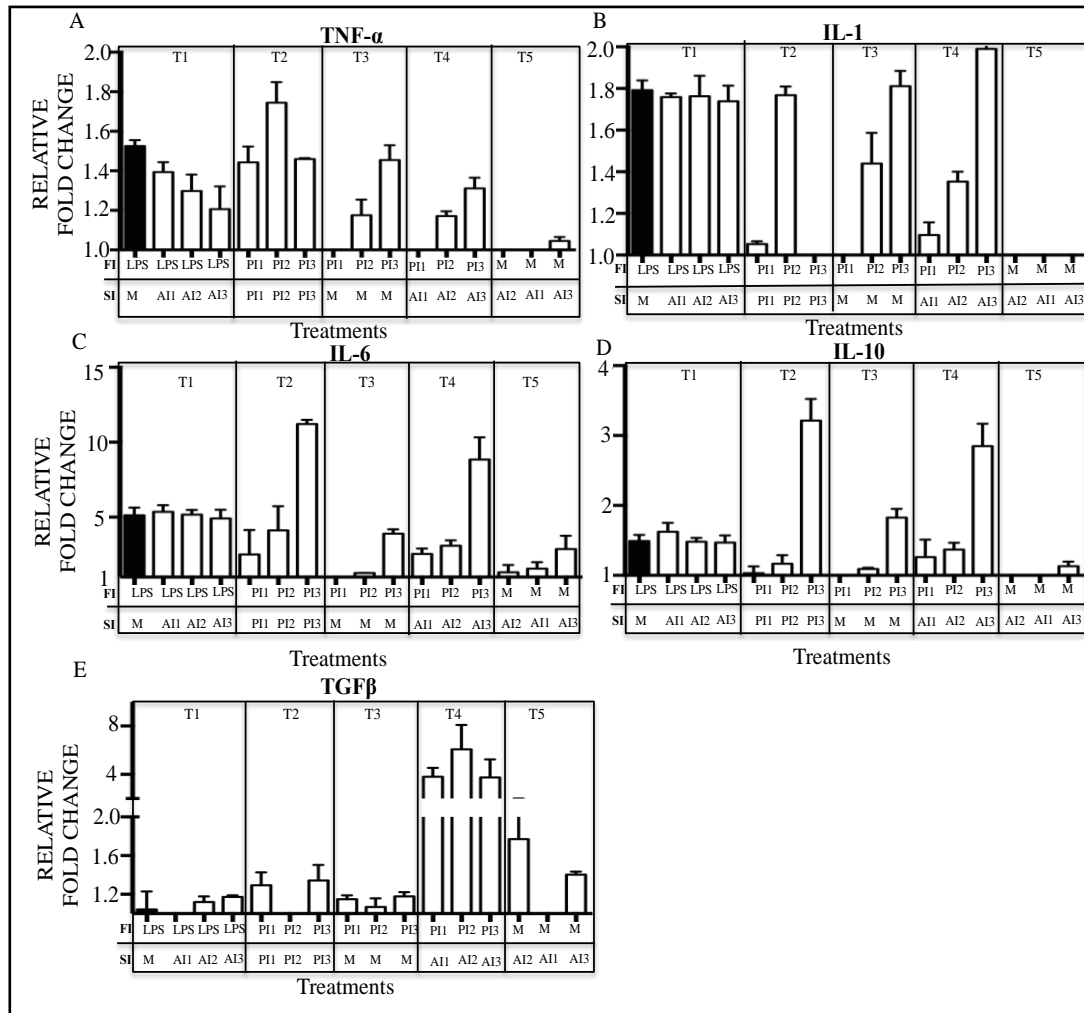 A
TNF-α
T1 T2 T3 T4 T5
RELATIVE
FOLD CHANGE
2.0
1.8
1.6
1.4
1.2
1.0
FI LPS LPS LPS LPS PI1 PI2 PI3 PI1 PI2 PI3 PI1 PI2 PI3 M M M
SI M AI1 AI2 AI3 PI1 PI2 PI3 M M M AI1 AI2 AI3 AI2 AI1 AI3
Treatments
B
IL-1
T1 T2 T3 T4 T5
RELATIVE
FOLD CHANGE
2.0
1.8
1.6
1.4
1.2
1.0
FI LPS LPS LPS LPS PI1 PI2 PI3 PI1 PI2 PI3 PI1 PI2 PI3 M M M
SI M AI1 AI2 AI3 PI1 PI2 PI3 M M M AI1 AI2 AI3 AI2 AI1 AI3
Treatments
C
IL-6
T1 T2 T3 T4 T5
RELATIVE
FOLD CHANGE
15
10
5
1
FI LPS LPS LPS LPS PI1 PI2 PI3 PI1 PI2 PI3 PI1 PI2 PI3 M M M
SI M AI1 AI2 AI3 PI1 PI2 PI3 M M M AI1 AI2 AI3 AI2 AI1 AI3
Treatments
D
IL-10
T1 T2 T3 T4 T5
RELATIVE
FOLD CHANGE
4
3
2
1
FI LPS LPS LPS LPS PI1 PI2 PI3 PI1 PI2 PI3 PI1 PI2 PI3 M M M
SI M AI1 AI2 AI3 PI1 PI2 PI3 M M M AI1 AI2 AI3 AI2 AI1 AI3
Treatments
E
TGFβ
T1 T2 T3 T4 T5
RELATIVE
FOLD CHANGE
8
4
2.0
1.6
1.2
FI LPS LPS LPS LPS PI1 PI2 PI3 PI1 PI2 PI3 PI1 PI2 PI3 M M M
SI M AI1 AI2 AI3 PI1 PI2 PI3 M M M AI1 AI2 AI3 AI2 AI1 AI3
Treatments